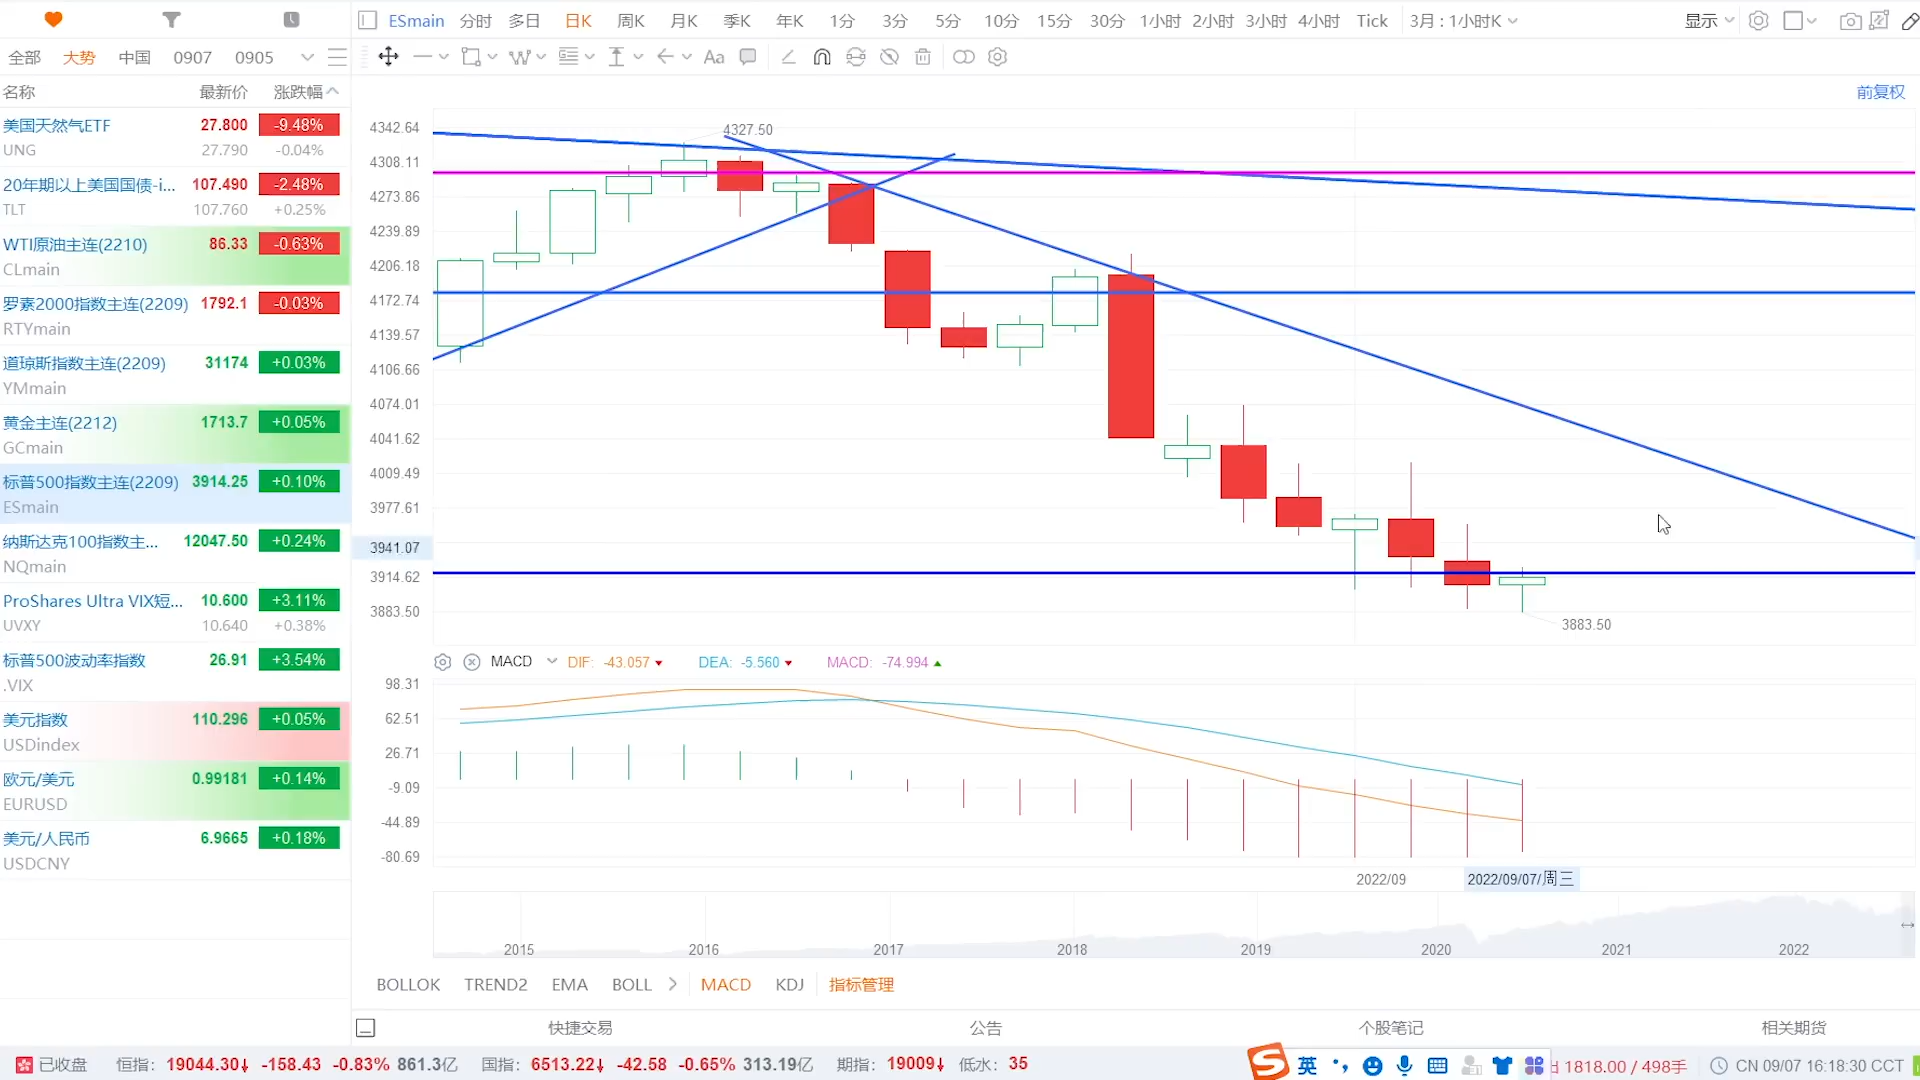 ESmain 分时 多日 日K 周K 月K 季K 年K 1分 3分 5分 10分 15分 30分 1小时 2小时 3小时 4小时 Tick 3月 : 1小时K 显示
全部 大势 中国 0907 0905
Aa
名称 最新价 涨跌幅
前复权
美国天然气ETF 27.800 -9.48%
UNG 27.790 -0.04%
20年期以上美国国债-i... 107.490 -2.48%
TLT 107.760 +0.25%
WTI原油主连(2210) 86.33 -0.63%
CLmain
罗素2000指数主连(2209) 1792.1 -0.03%
RTYmain
道琼斯指数主连(2209) 31174 +0.03%
YMmain
黄金主连(2212) 1713.7 +0.05%
GCmain
标普500指数主连(2209) 3914.25 +0.10%
ESmain
纳斯达克100指数主... 12047.50 +0.24%
NQmain
ProShares Ultra VIX短... 10.600 +3.11%
UVXY 10.640 +0.38%
标普500波动率指数 26.91 +3.54%
.VIX
美元指数 110.296 +0.05%
USDindex
欧元/美元 0.99181 +0.14%
EURUSD
美元/人民币 6.9665 +0.18%
USDCNY
4342.64
4308.11
4273.86
4239.89
4206.18
4172.74
4139.57
4106.66
4074.01
4041.62
4009.49
3977.61
3941.07
3914.62
3883.50
4327.50
3883.50
MACD DIF: -43.057 DEA: -5.560 MACD: -74.994
98.31
62.51
26.71
-9.09
-44.89
-80.69
2022/09 2022/09/07/周三
2015 2016 2017 2018 2019 2020 2021 2022
BOLLOK TREND2 EMA BOLL MACD KDJ 指标管理
快捷交易 公告 个股笔记 相关期货
已收盘 恒指: 19044.30↓ -158.43 -0.83% 861.3亿 国指: 6513.22↓ -42.58 -0.65% 313.19亿 期指: 19009↓ 低水: 35 S 英 1818.00 / 498手 CN 09/07 16:18:30 CCT